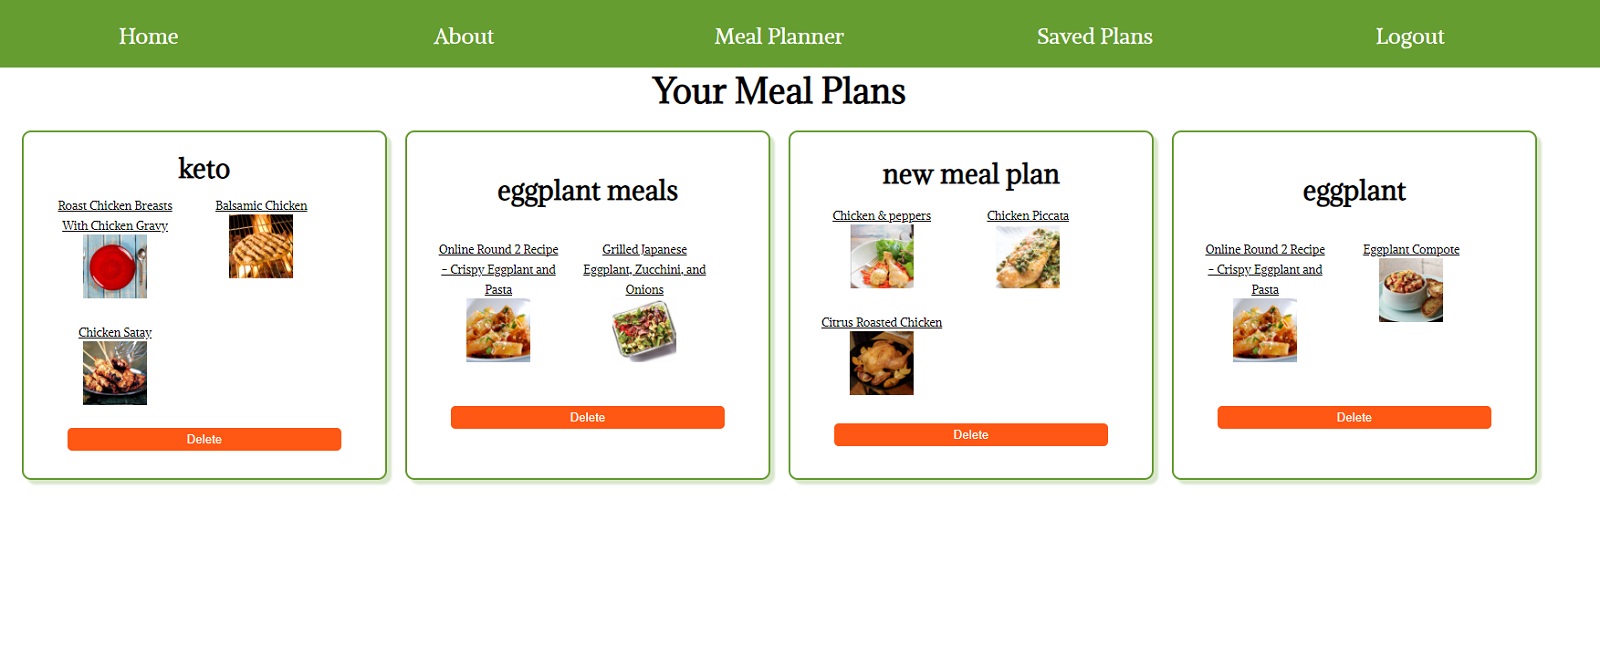 Home
About
Meal Planner
Saved Plans
Logout
Your Meal Plans
keto
Roast Chicken Breasts
With Chicken Gravy
Balsamic Chicken
Chicken Satay
Delete
eggplant meals
Online Round 2 Recipe
- Crispy Eggplant and
Pasta
Grilled Japanese
Eggplant, Zucchini, and
Onions
Delete
new meal plan
Chicken & peppers
Chicken Piccata
Citrus Roasted Chicken
Delete
eggplant
Online Round 2 Recipe
- Crispy Eggplant and
Pasta
Eggplant Compote
Delete